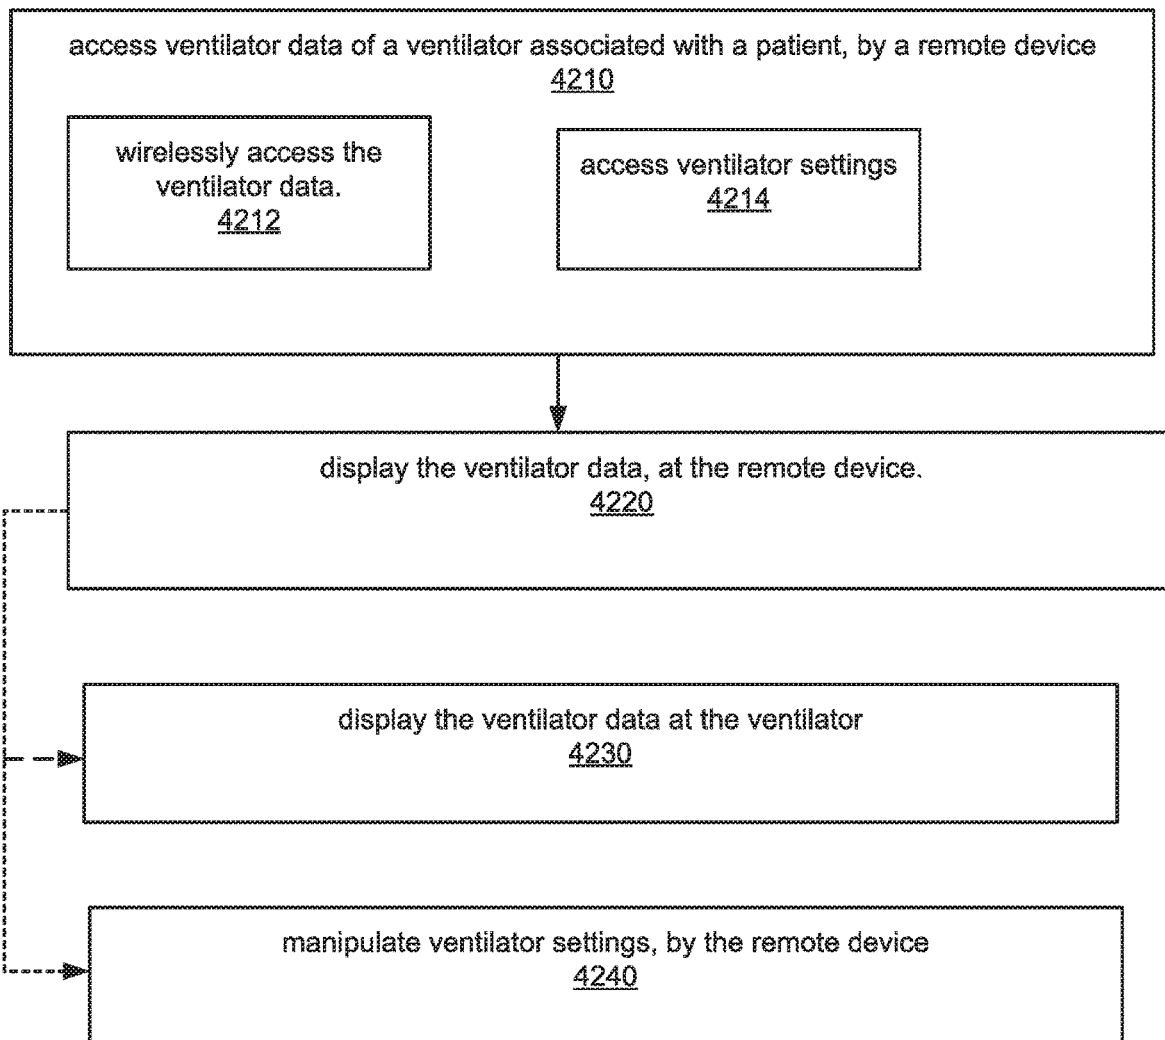 access ventilator data of a ventilator associated with a patient, by a remote device
4210
wirelessly access the
ventilator data.
4212
access ventilator settings
4214
display the ventilator data, at the remote device.
4220
display the ventilator data at the ventilator
4230
manipulate ventilator settings, by the remote device
4240